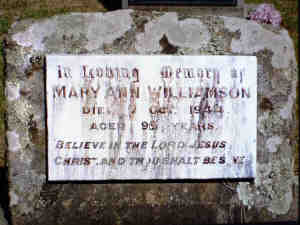 In Loving Memory of
MARY ANN WILLIAMSON
DIED OCT. 1944
AGED YEARS.
BELIEVE IN THE LORD JESUS
CHRIST, AND THOU SHALT BE